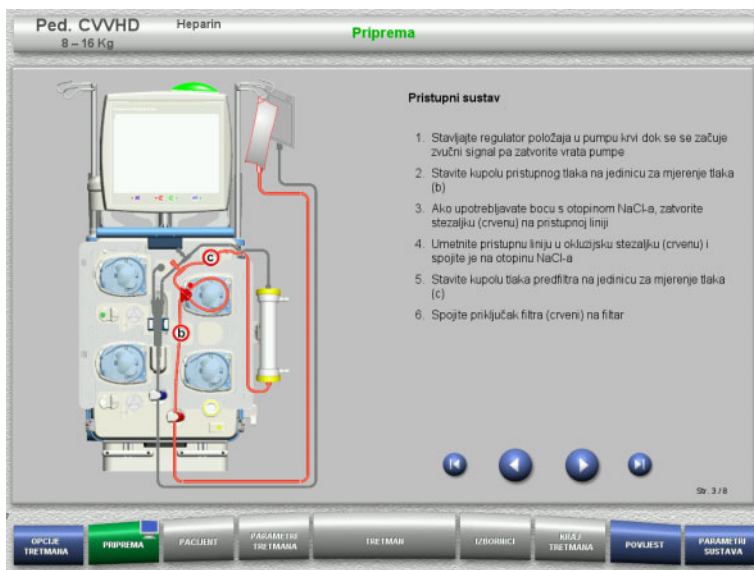 Ped. CVVHD
Heparin
8 – 16 Kg
Priprema
Pristupni sustav
1. Stavljajte regulator položaja u pumpu krvi dok se se začuje
zvučni signal pa zatvorite vrata pumpe
2. Stavite kupolu pristupnog tlaka na jedinicu za mjerenje tlaka
(b)
3. Ako upotrebljavate bocu s otopinom NaCl-a, zatvorite
stezaljku (crvenu) na pristupnoj liniji
4. Umetnite pristupnu liniju u okluzijsku stezaljku (crvenu) i
spojite je na otopinu NaCl-a
5. Stavite kupolu tlaka predfiltra na jedinicu za mjerenje tlaka
(c)
6. Spojite priključak filtra (crveni) na filtar
c
b
Str. 3 / 8
OPCIJE
TRETMANA
PRIPREMA
PACIJENT
PARAMETRI
TRETMANA
TRETMAN
IZBORNICI
KRAJ
TRETMANA
POVIJEST
PARAMETRI
SUSTAVA